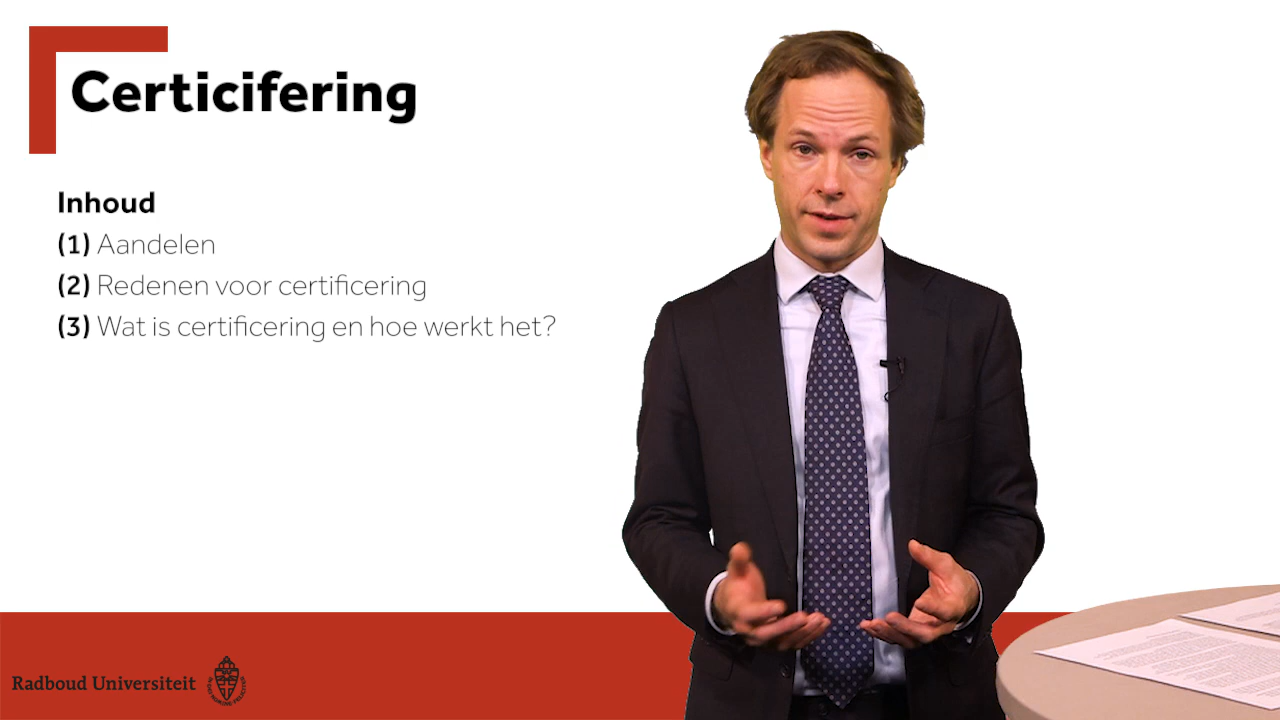 Certicifering
Inhoud
(1) Aandelen
(2) Redenen voor certificering
(3) Wat is certificering en hoe werkt het?
Radboud Universiteit